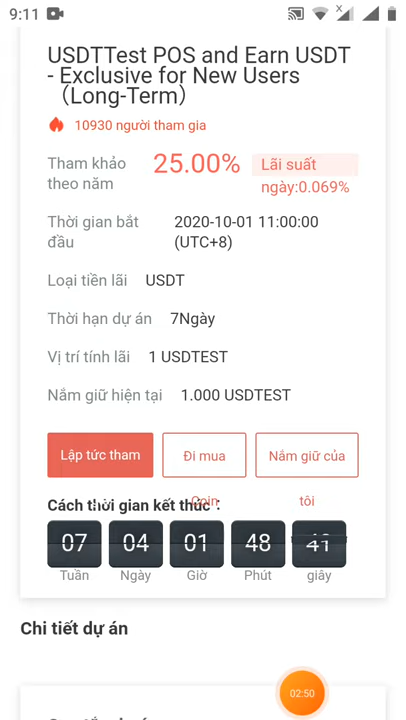 9:11
USDTTest POS and Earn USDT
- Exclusive for New Users
（Long-Term）
10930 người tham gia
Tham khảo theo năm 25.00% Lãi suất ngày:0.069%
Thời gian bắt đầu 2020-10-01 11:00:00 (UTC+8)
Loại tiền lãi USDT
Thời hạn dự án 7Ngày
Vị trí tính lãi 1 USDTEST
Nắm giữ hiện tại 1.000 USDTEST
Lập tức tham Đi mua Coin Nắm giữ của tôi
Cách thời gian kết thúc：
07 04 01 48 41
Tuần Ngày Giờ Phút giây
Chi tiết dự án
02:50